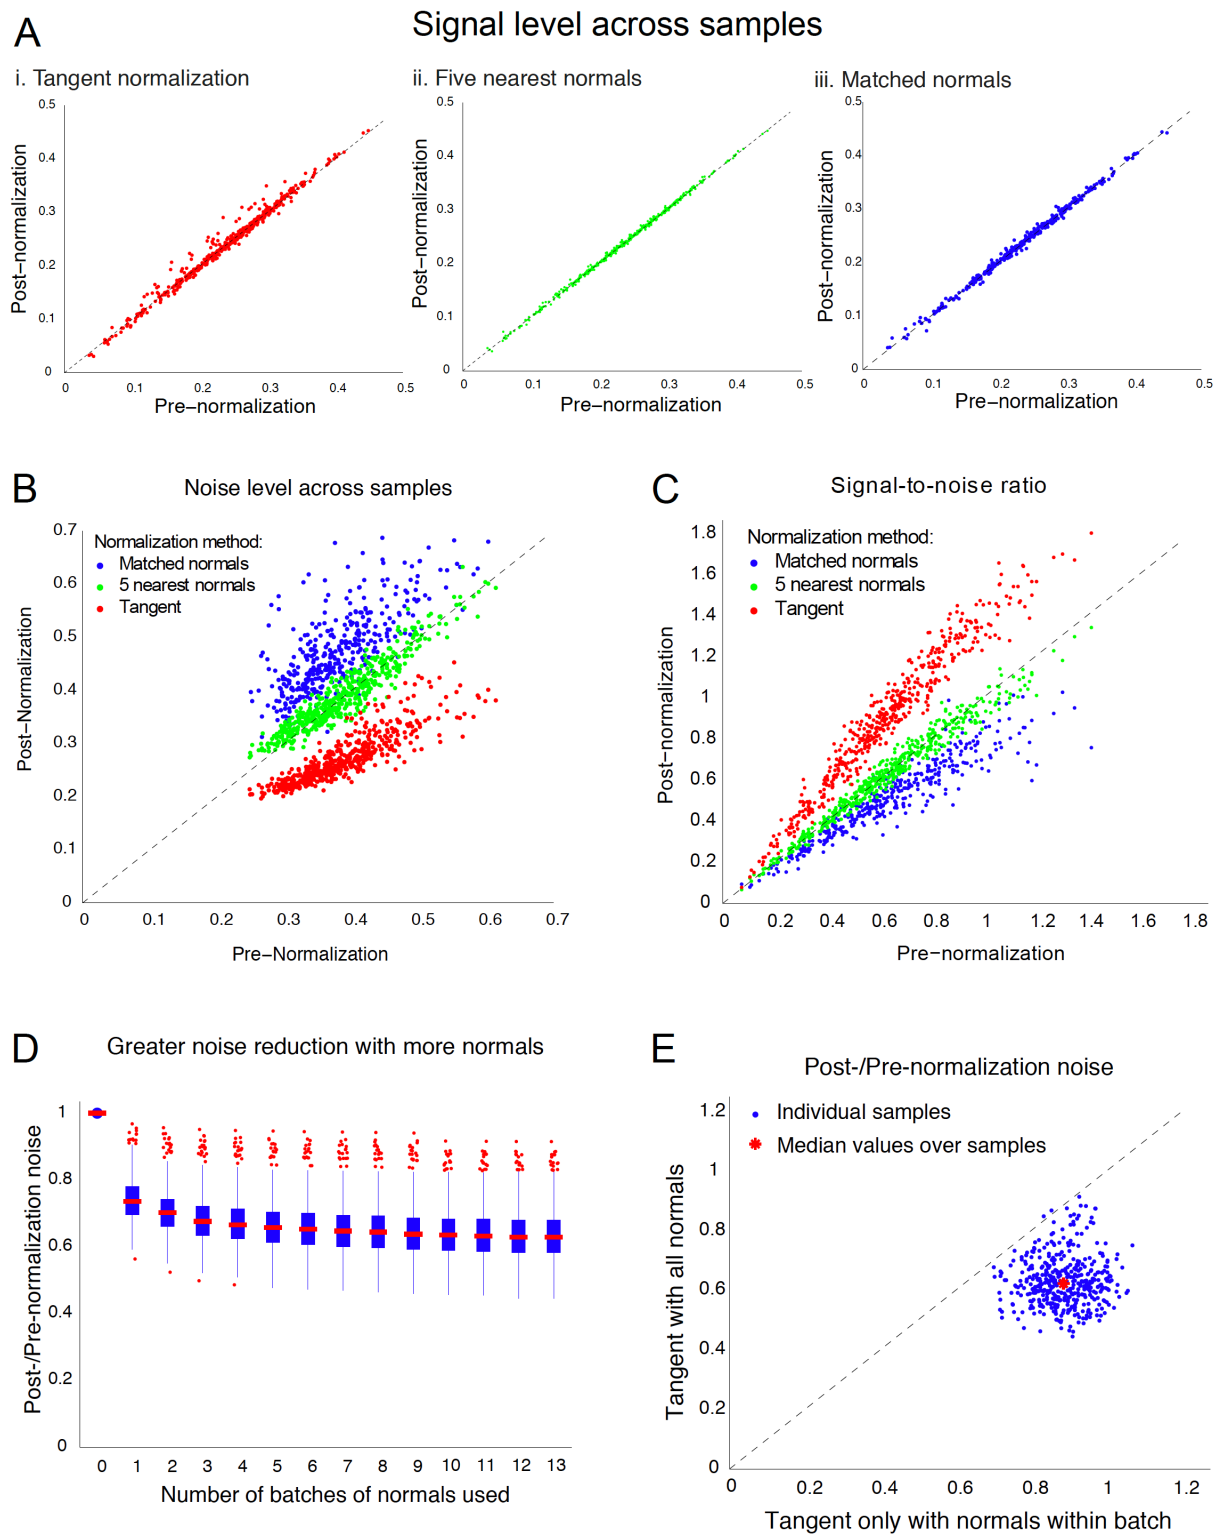 A
Signal level across samples
i. Tangent normalization
ii. Five nearest normals
iii. Matched normals
Post–normalization
0.5
0.4
0.3
0.2
0.1
0
0 0.1 0.2 0.3 0.4 0.5
Pre–normalization
Post–normalization
0.5
0.4
0.3
0.2
0.1
0
0 0.1 0.2 0.3 0.4 0.5
Pre–normalization
Post–normalization
0.5
0.4
0.3
0.2
0.1
0
0 0.1 0.2 0.3 0.4 0.5
Pre–normalization
B
Noise level across samples
Normalization method:
Matched normals
5 nearest normals
Tangent
Post–Normalization
0.7
0.6
0.5
0.4
0.3
0.2
0.1
0
0 0.1 0.2 0.3 0.4 0.5 0.6 0.7
Pre–Normalization
C
Signal-to-noise ratio
Normalization method:
Matched normals
5 nearest normals
Tangent
Post–normalization
1.8
1.6
1.4
1.2
1
0.8
0.6
0.4
0.2
0
0 0.2 0.4 0.6 0.8 1 1.2 1.4 1.6 1.8
Pre–normalization
D
Greater noise reduction with more normals
Post-/Pre-normalization noise
1
0.8
0.6
0.4
0.2
0
0 1 2 3 4 5 6 7 8 9 10 11 12 13
Number of batches of normals used
E
Post-/Pre-normalization noise
Individual samples
Median values over samples
Tangent with all normals
1.2
1
0.8
0.6
0.4
0.2
0
0 0.2 0.4 0.6 0.8 1 1.2
Tangent only with normals within batch